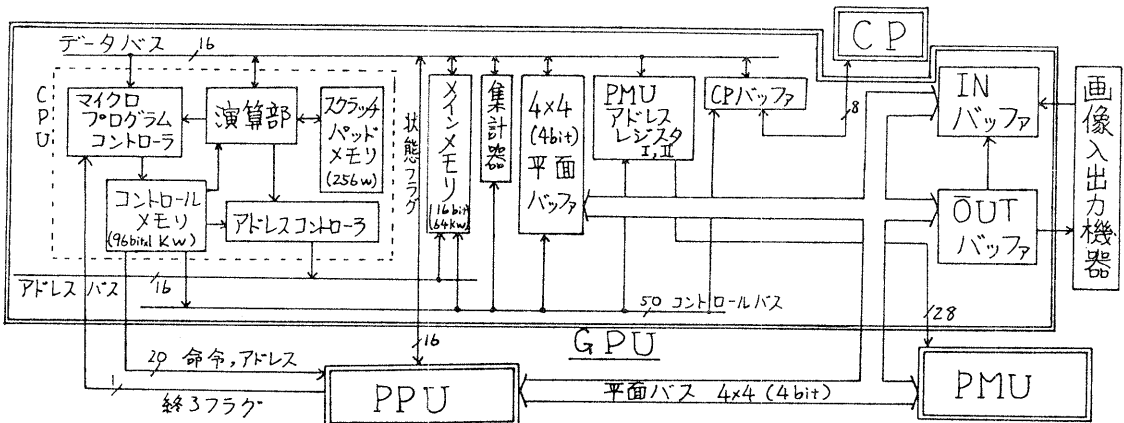 CP
データバス 16
CPU
マイクロ
プログラム
コントローラ
演算部
スクラッチ
パッド
メモリ
(256w)
状態フラグ
メインメモリ
(16bit
64kw)
集計器
4×4
(4bit)
平面
バッファ
PMU
アドレス
レジスタ
I,II
CPバッファ
8
IN
バッファ
画像入出力機器
コントロール
メモリ
(96bit×1KW)
アドレスコントローラ
OUT
バッファ
アドレスバス 16
50 コントロールバス
16
28
GPU
20 命令,アドレス
1
終了フラグ
PPU
平面バス 4×4 (4bit)
PMU